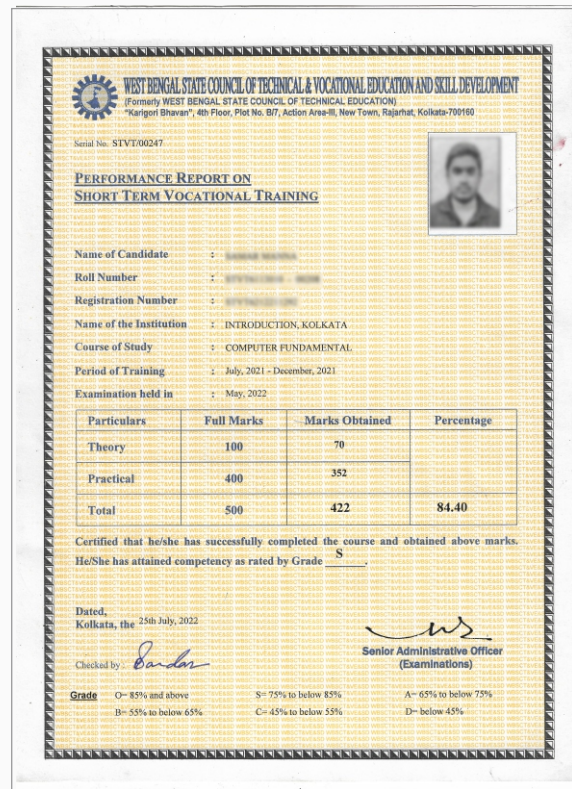 WEST BENGAL STATE COUNCIL OF TECHNICAL & VOCATIONAL EDUCATION AND SKILL DEVELOPMENT
(Formerly WEST BENGAL STATE COUNCIL OF TECHNICAL EDUCATION)
"Karigori Bhavan", 4th Floor, Plot No. B/7, Action Area-III, New Town, Rajarhat, Kolkata-700160
Serial No. STVT/00247
PERFORMANCE REPORT ON
SHORT TERM VOCATIONAL TRAINING
Name of Candidate :
Roll Number :
Registration Number :
Name of the Institution : INTRODUCTION, KOLKATA
Course of Study : COMPUTER FUNDAMENTAL
Period of Training : July, 2021 - December, 2021
Examination held in : May, 2022
Particulars Full Marks Marks Obtained Percentage
Theory 100 70
Practical 400 352
Total 500 422 84.40
Certified that he/she has successfully completed the course and obtained above marks.
He/She has attained competency as rated by Grade S.
Dated,
Kolkata, the 25th July, 2022
Checked by
Senior Administrative Officer
(Examinations)
Grade O= 85% and above S= 75% to below 85% A= 65% to below 75%
B= 55% to below 65% C= 45% to below 55% D= below 45%